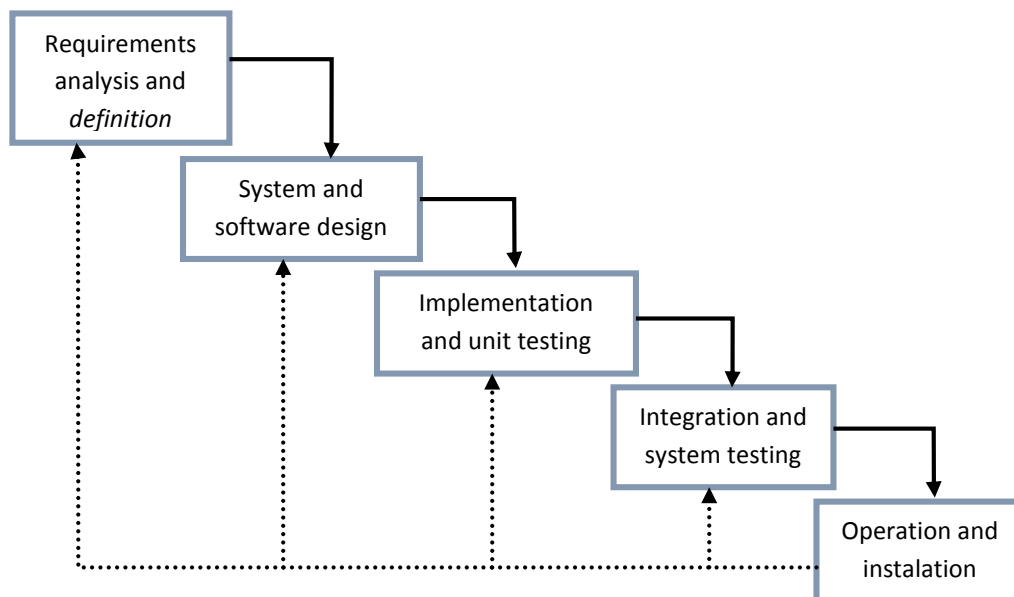 Requirements
analysis and
definition
System and
software design
Implementation
and unit testing
Integration and
system testing
Operation and
instalation